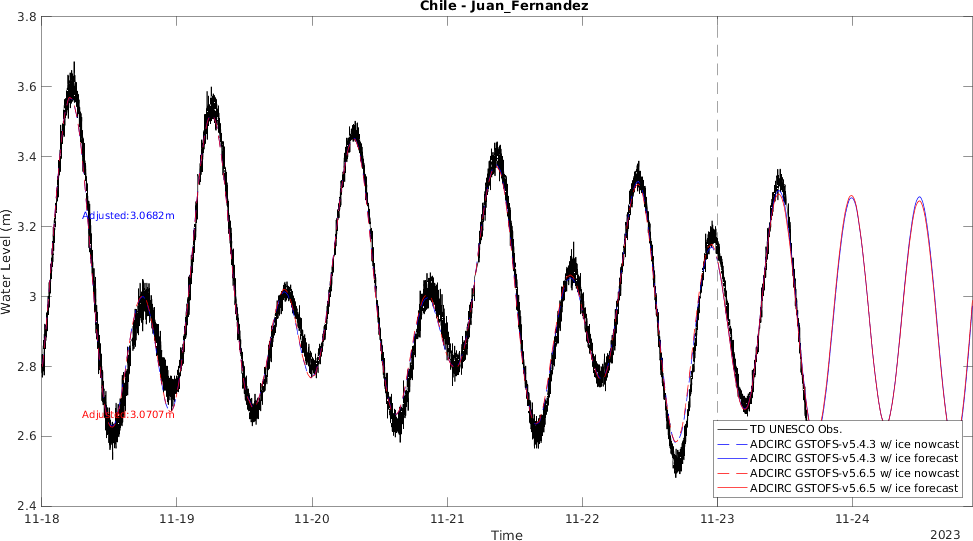 Chile - Juan_Fernandez
3.8
3.6
3.4
3.2
3
2.8
2.6
2.4
Water Level (m)
Adjusted:3.0682m
Adjusted:3.0707m
TD UNESCO Obs.
ADCIRC GSTOFS-v5.4.3 w/ ice nowcast
ADCIRC GSTOFS-v5.4.3 w/ ice forecast
ADCIRC GSTOFS-v5.6.5 w/ ice nowcast
ADCIRC GSTOFS-v5.6.5 w/ ice forecast
11-18 11-19 11-20 11-21 11-22 11-23 11-24
Time
2023